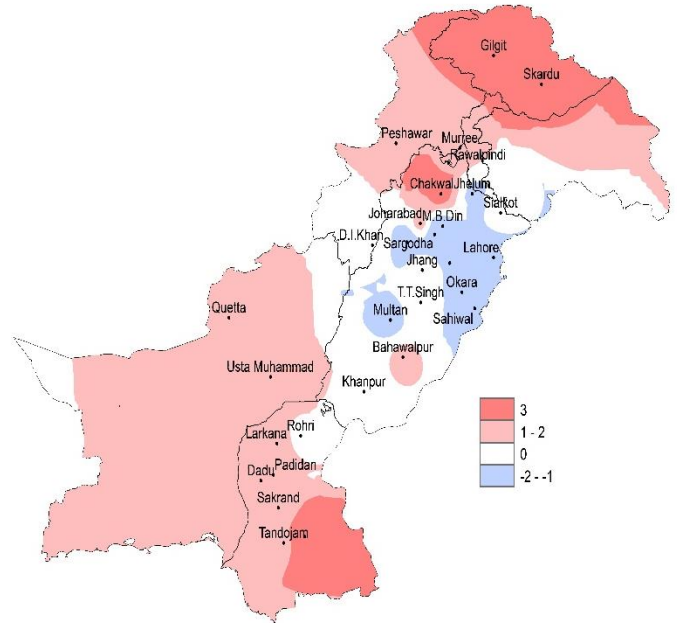 Gilgit
Skardu
Peshawar
Murree
Rawalpindi
Chakwal
Jhelum
Sialkot
Joharabad
M.B.Din
D.I.Khan
Sargodha
Lahore
Jhang
Okara
T.T.Singh
Quetta
Multan
Sahiwal
Bahawalpur
Usta Muhammad
Khanpur
3
1 - 2
0
-2 - -1
Rohri
Larkana
Padidan
Dadu
Sakrand
Tandojam